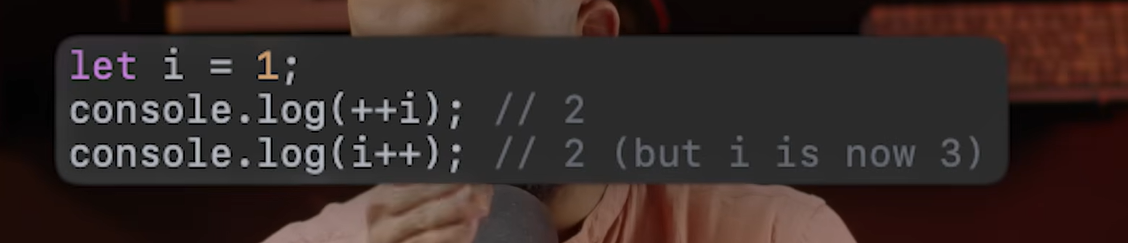 let i = 1;
console.log(++i); // 2
console.log(i++); // 2 (but i is now 3)